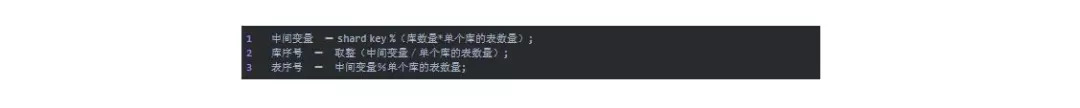 1 中间变量 = shard key %（库数量*单个库的表数量）;
2 库序号 = 取整（中间变量／单个库的表数量）;
3 表序号 = 中间变量％单个库的表数量;